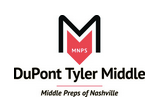 MNPS
DuPont Tyler Middle
Middle Preps of Nashville